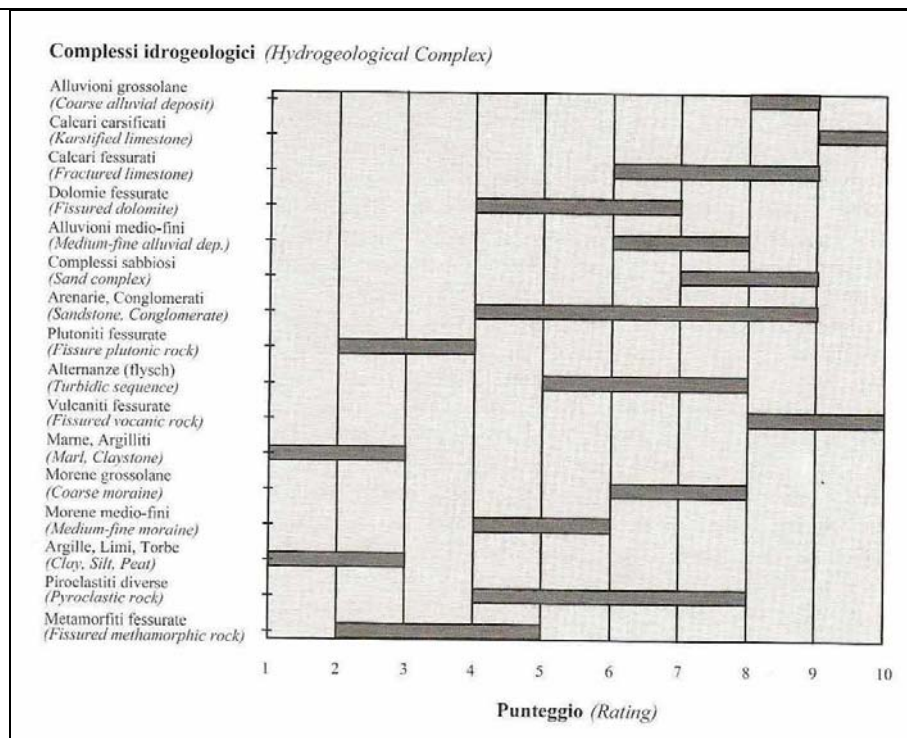 Complessi idrogeologici (Hydrogeological Complex)
Alluvioni grossolane
(Coarse alluvial deposit)
Calcari carsificati
(Karstified limestone)
Calcari fessurati
(Fractured limestone)
Dolomie fessurate
(Fissured dolomite)
Alluvioni medio-fini
(Medium-fine alluvial dep.)
Complessi sabbiosi
(Sand complex)
Arenarie, Conglomerati
(Sandstone, Conglomerate)
Plutoniti fessurate
(Fissure plutonic rock)
Alternanze (flysch)
(Turbidic sequence)
Vulcaniti fessurate
(Fissured vocanic rock)
Marne, Argilliti
(Marl, Claystone)
Morene grossolane
(Coarse moraine)
Morene medio-fini
(Medium-fine moraine)
Argille, Limi, Torbe
(Clay, Silt, Peat)
Piroclastiti diverse
(Pyroclastic rock)
Metamorfiti fessurate
(Fissured methamorphic rock)
1 2 3 4 5 6 7 8 9 10
Punteggio (Rating)